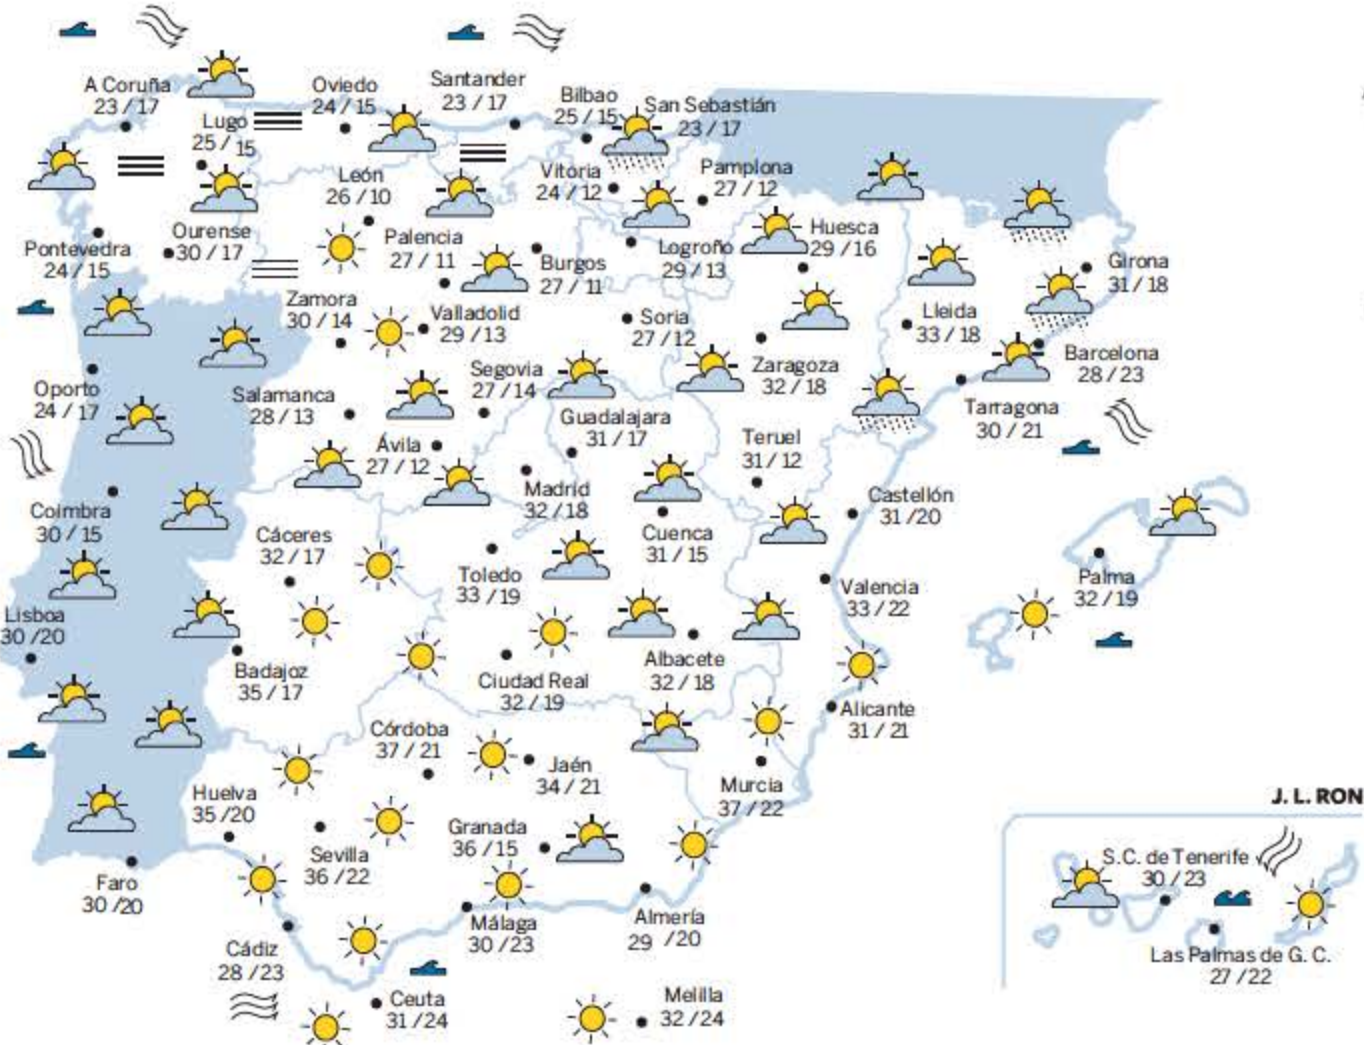 A Coruña
23 / 17
Oviedo
24 / 15
Santander
23 / 17
Bilbao
25 / 15
San Sebastián
23 / 17
Lugo
25 / 15
León
26 / 10
Vitoria
24 / 12
Pamplona
27 / 12
Pontevedra
24 / 15
Ourense
30 / 17
Palencia
27 / 11
Burgos
27 / 11
Logroño
29 / 13
Huesca
29 / 16
Girona
31 / 18
Zamora
30 / 14
Valladolid
29 / 13
Soria
27 / 12
Lleida
33 / 18
Oporto
24 / 17
Salamanca
28 / 13
Segovia
27 / 14
Zaragoza
32 / 18
Barcelona
28 / 23
Guadalajara
31 / 17
Tarragona
30 / 21
Ávila
27 / 12
Teruel
31 / 12
Madrid
32 / 18
Castellón
31 /20
Coimbra
30 / 15
Cáceres
32 / 17
Cuenca
31 / 15
Toledo
33 / 19
Valencia
33 / 22
Palma
32 / 19
Lisboa
30 /20
Badajoz
35 / 17
Ciudad Real
32 / 19
Albacete
32 / 18
Alicante
31 / 21
Córdoba
37 / 21
Jaén
34 / 21
Murcia
37 / 22
Huelva
35 /20
Sevilla
36 / 22
Granada
36 / 15
J. L. RON
Faro
30 /20
Málaga
30 / 23
Almería
29 /20
S.C. de Tenerife
30 / 23
Cádiz
28 / 23
Las Palmas de G. C.
27 / 22
Ceuta
31 / 24
Melilla
32 / 24